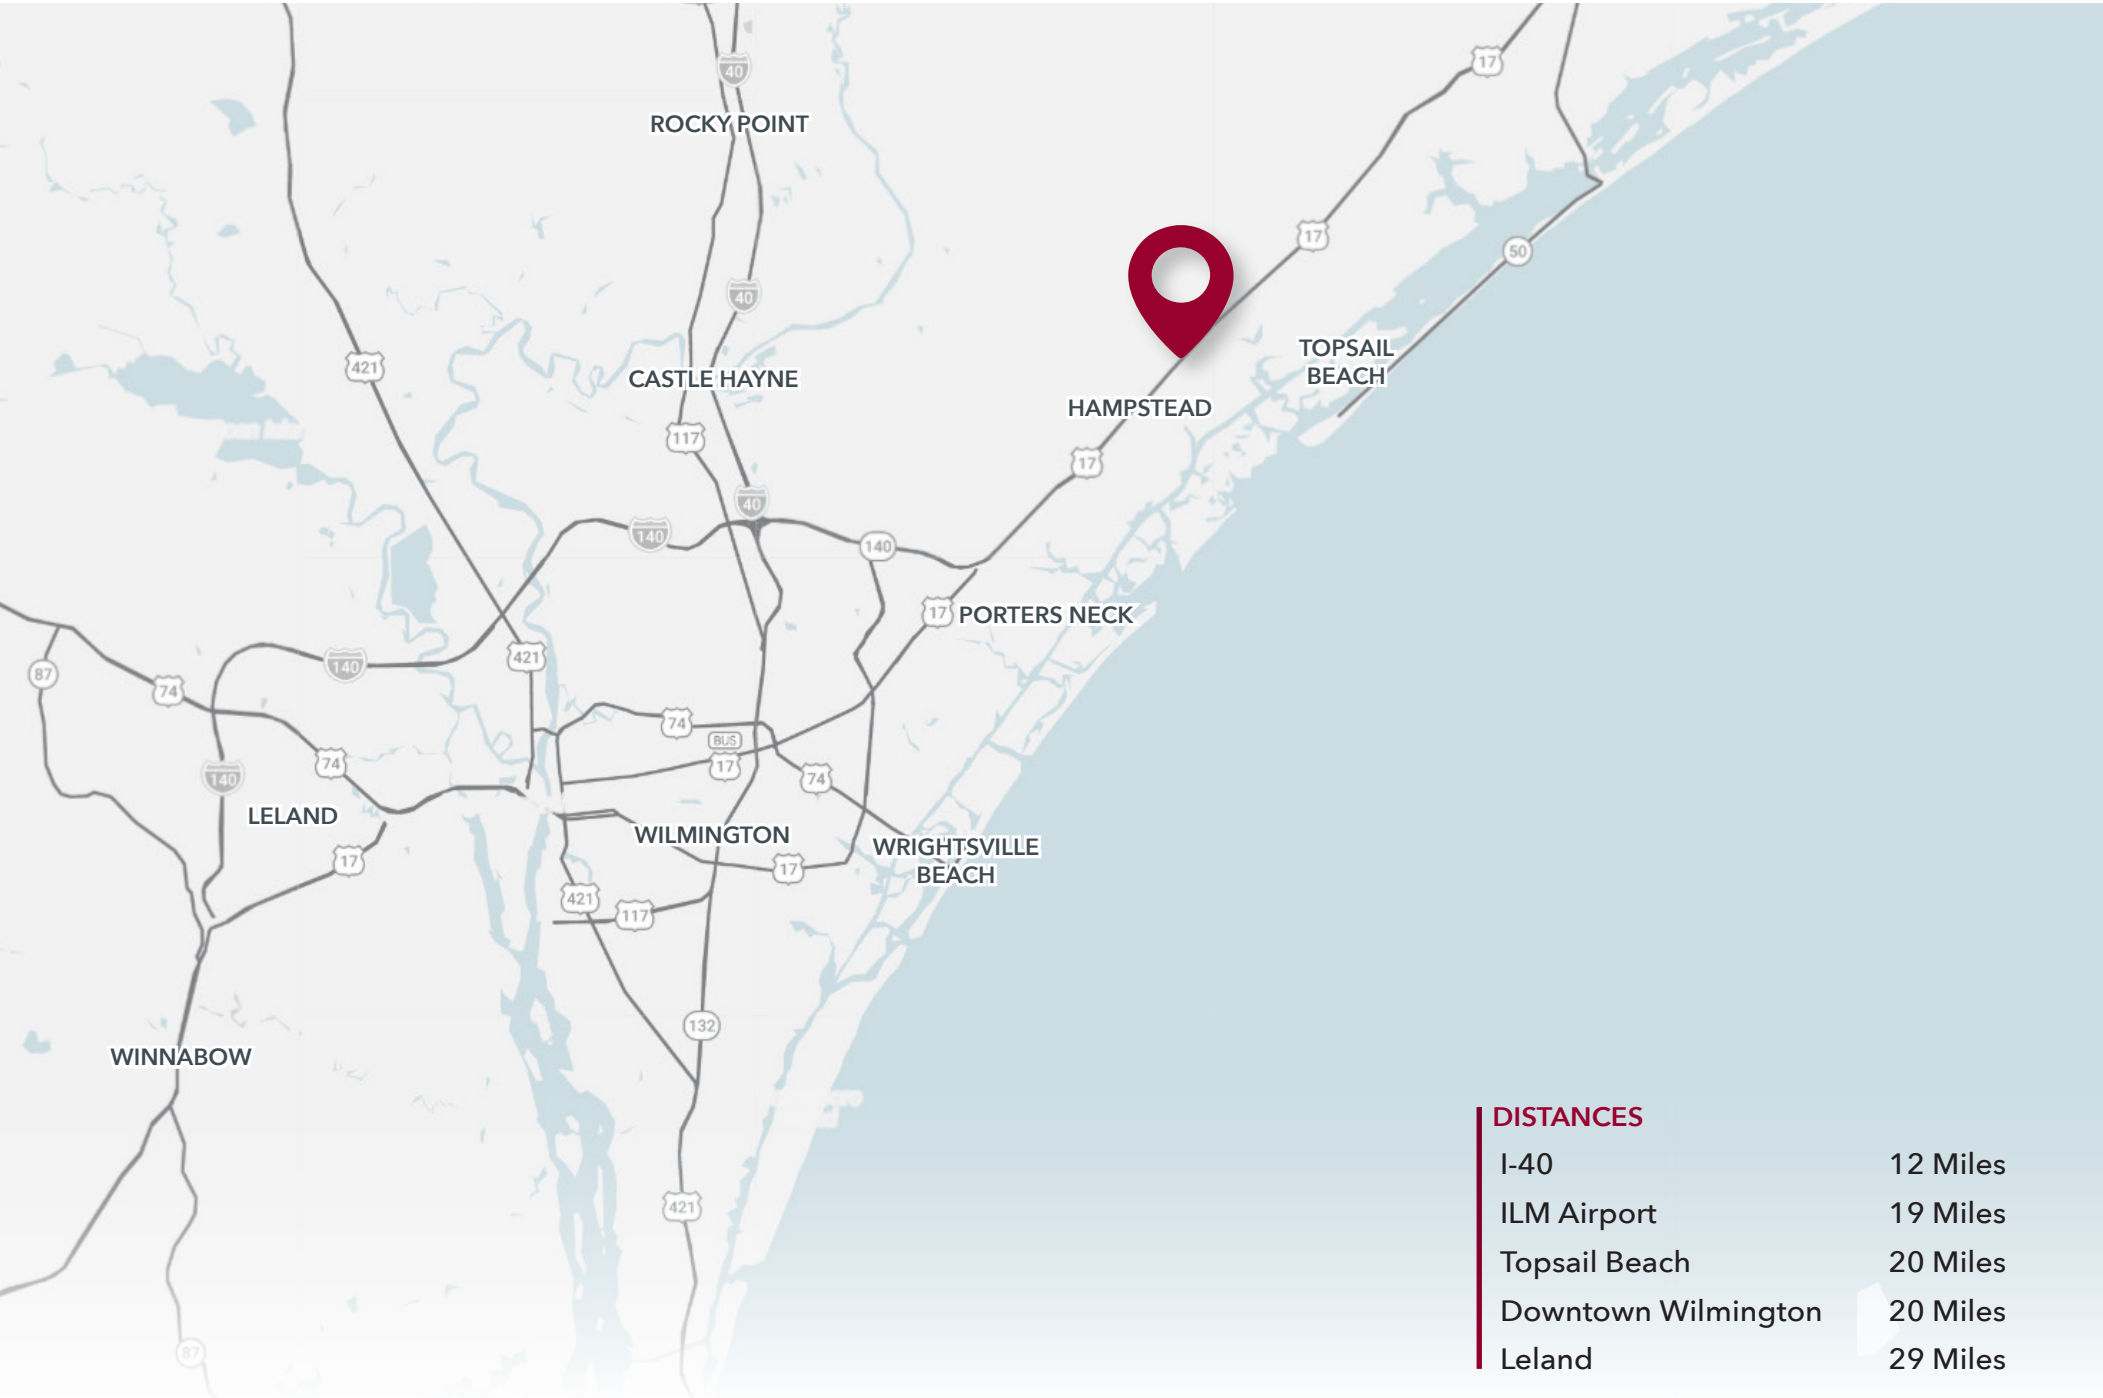 17
40
ROCKY POINT
17
50
40
421
TOPSAIL
BEACH
CASTLE HAYNE
HAMPSTEAD
117
17
40
140
140
17
PORTERS NECK
421
140
87
74
74
BUS
17
74
74
140
LELAND
WILMINGTON
WRIGHTSVILLE
BEACH
17
17
421
117
132
WINNABOW
421
87
DISTANCES
I-40 12 Miles
ILM Airport 19 Miles
Topsail Beach 20 Miles
Downtown Wilmington 20 Miles
Leland 29 Miles